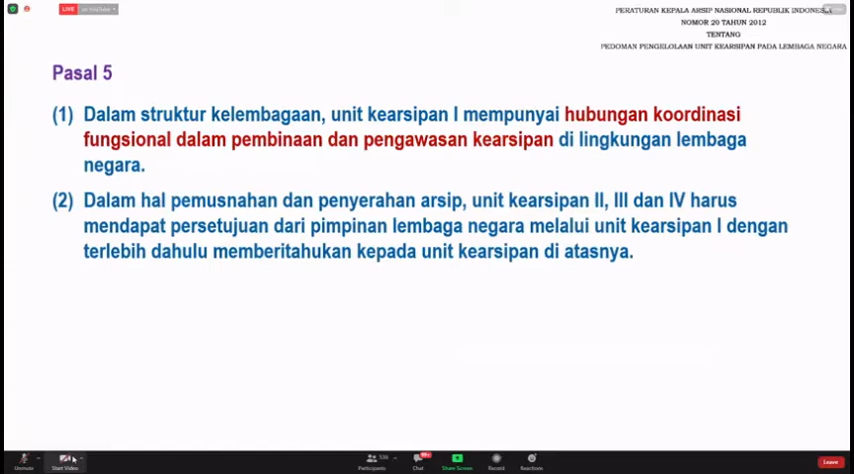 LIVE on YouTube
PERATURAN KEPALA ARSIP NASIONAL REPUBLIK INDONESIA
NOMOR 20 TAHUN 2012
TENTANG
PEDOMAN PENGELOLAAN UNIT KEARSIPAN PADA LEMBAGA NEGARA
Pasal 5
(1) Dalam struktur kelembagaan, unit kearsipan I mempunyai hubungan koordinasi
fungsional dalam pembinaan dan pengawasan kearsipan di lingkungan lembaga
negara.
(2) Dalam hal pemusnahan dan penyerahan arsip, unit kearsipan II, III dan IV harus
mendapat persetujuan dari pimpinan lembaga negara melalui unit kearsipan I dengan
terlebih dahulu memberitahukan kepada unit kearsipan di atasnya.
Unmute Start Video Participants Chat 99+ Share Screen Record Reactions Leave